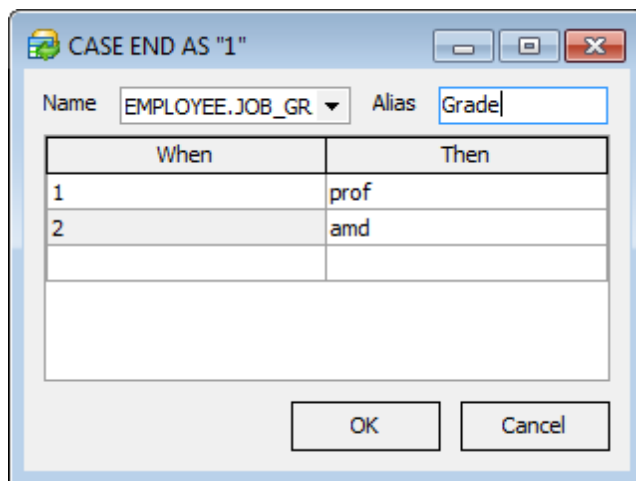 CASE END AS "1"
Name EMPLOYEE.JOB_GR Alias Grade
When Then
1 prof
2 amd
OK Cancel